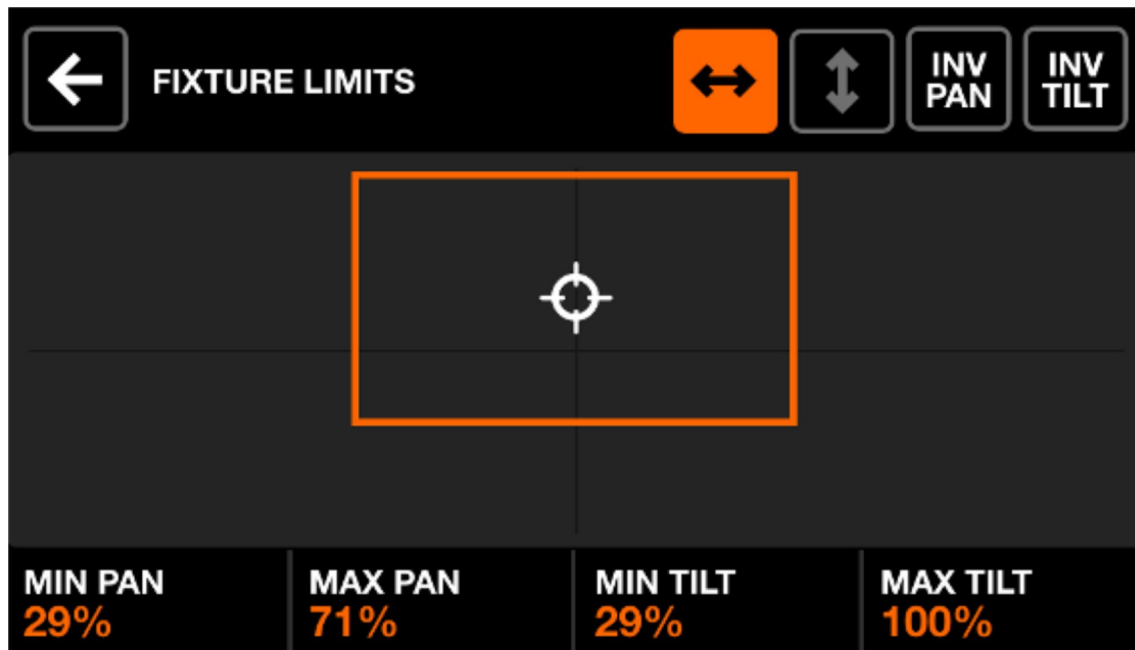 FIXTURE LIMITS
INV PAN
INV TILT
MIN PAN
29%
MAX PAN
71%
MIN TILT
29%
MAX TILT
100%